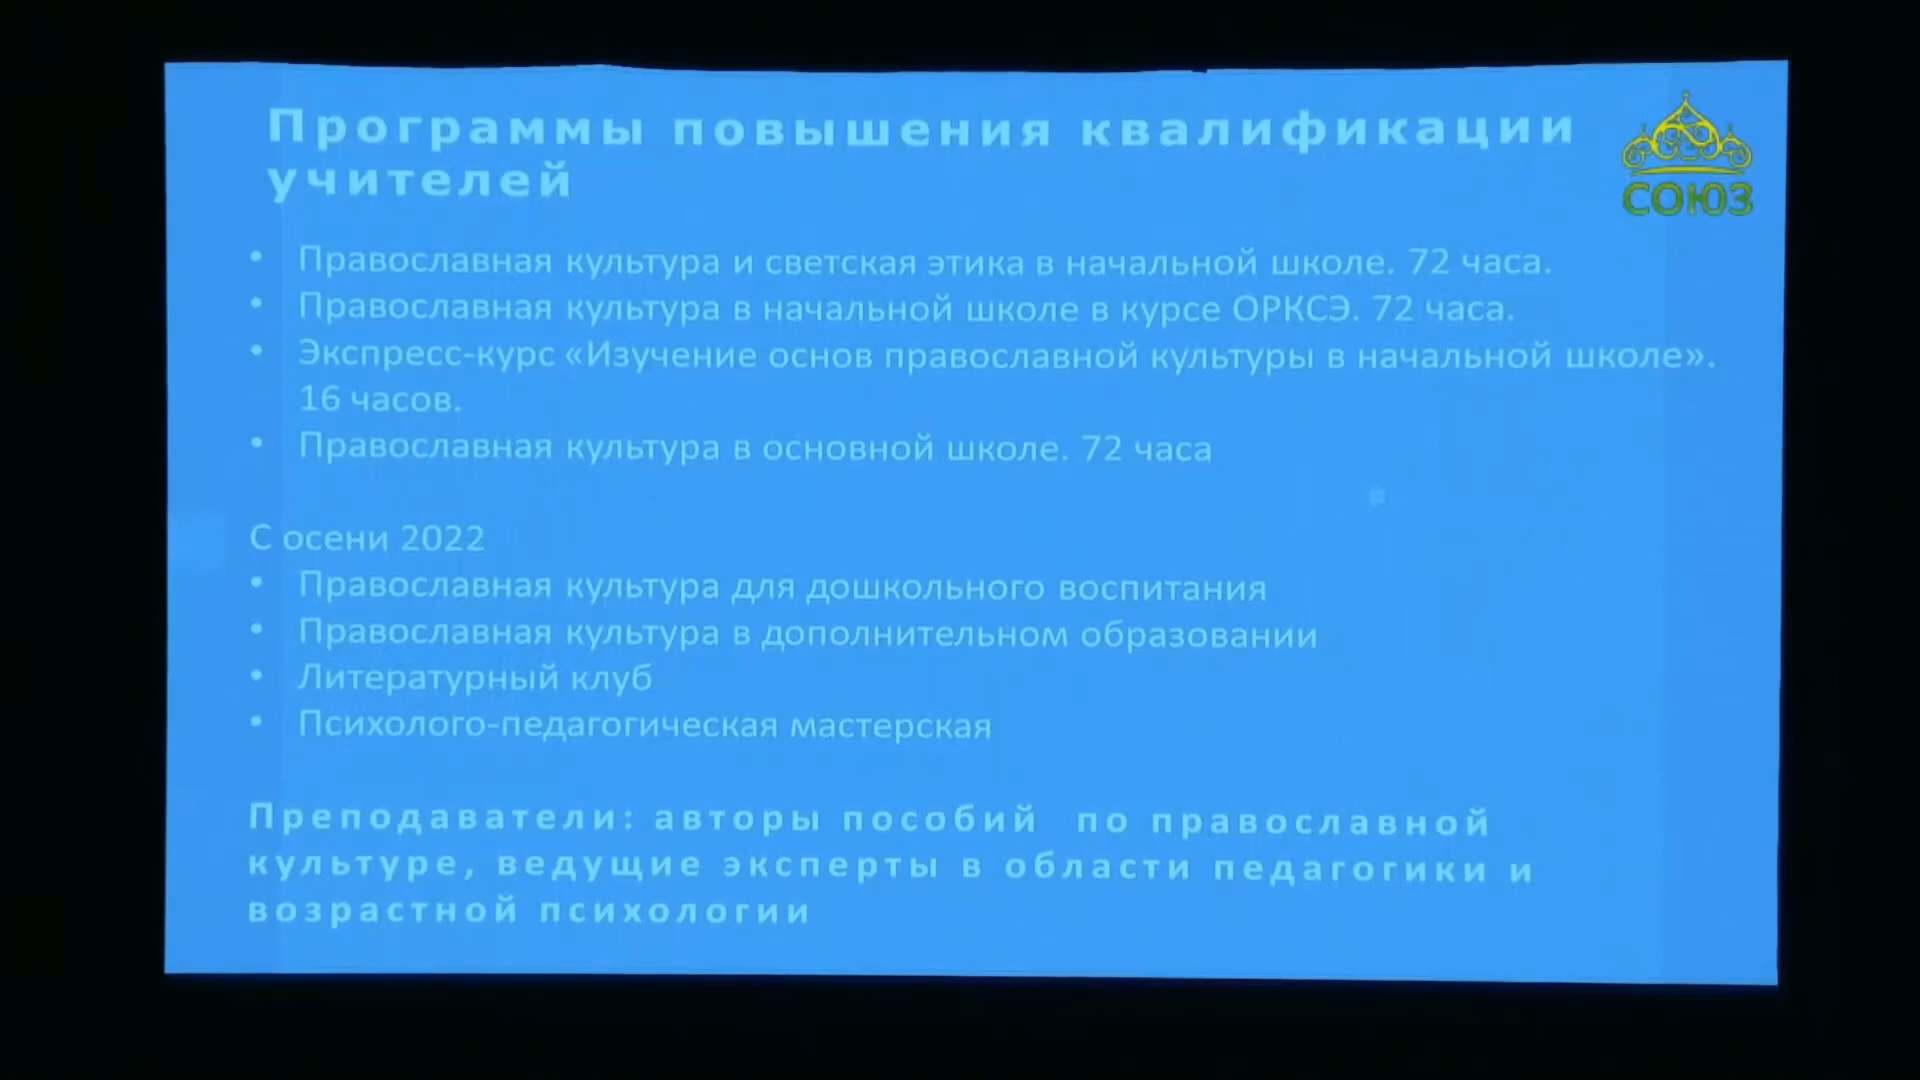 Программы повышения квалификации
учителей
СОЮЗ
• Православная культура и светская этика в начальной школе. 72 часа.
• Православная культура в начальной школе в курсе ОРКСЭ. 72 часа.
• Экспресс-курс «Изучение основ православной культуры в начальной школе».
16 часов.
• Православная культура в основной школе. 72 часа
С осени 2022
• Православная культура для дошкольного воспитания
• Православная культура в дополнительном образовании
• Литературный клуб
• Психолого-педагогическая мастерская
Преподаватели: авторы пособий по православной
культуре, ведущие эксперты в области педагогики и
возрастной психологии